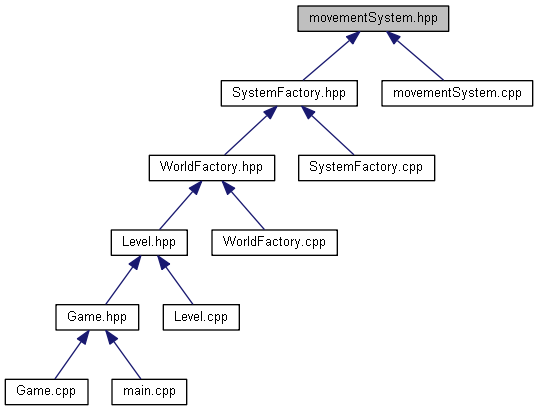 movementSystem.hpp
SystemFactory.hpp
movementSystem.cpp
WorldFactory.hpp
SystemFactory.cpp
Level.hpp
WorldFactory.cpp
Game.hpp
Level.cpp
Game.cpp
main.cpp